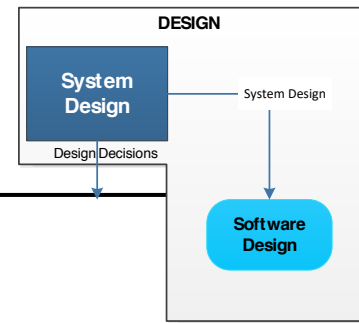 DESIGN
System
Design
System Design
Design Decisions
Software
Design